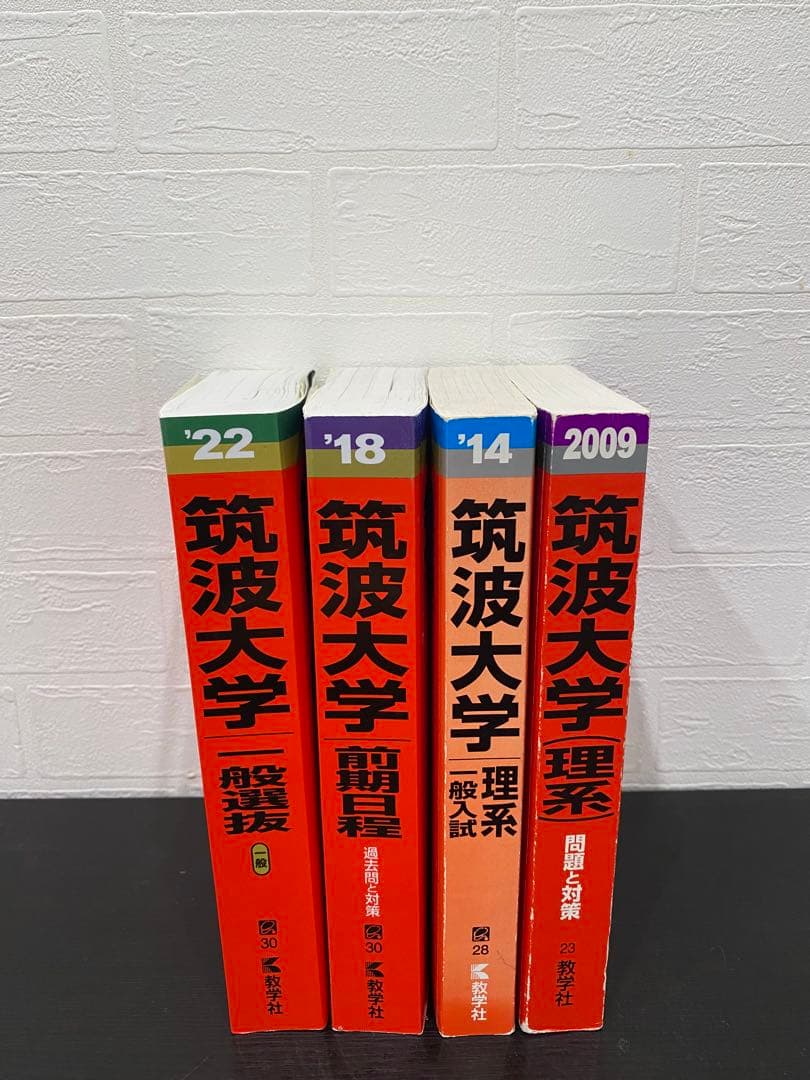 '22
筑波大学
一般選抜
一般
30
教学社
'18
筑波大学
前期日程
過去問と対策
30
教学社
'14
筑波大学
理系
一般入試
28
教学社
2009
筑波大学(理系)
問題と対策
23
教学社